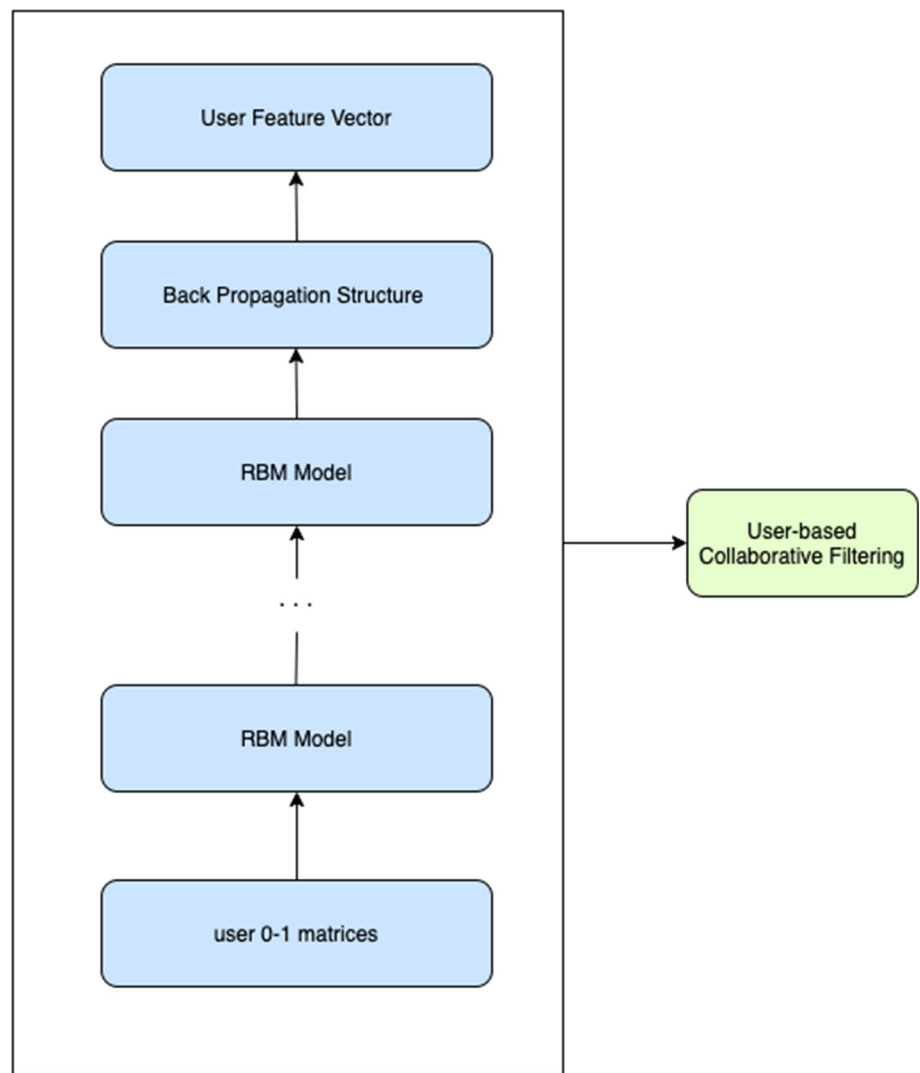 User Feature Vector
Back Propagation Structure
RBM Model
. . .
RBM Model
user 0-1 matrices
User-based
Collaborative Filtering